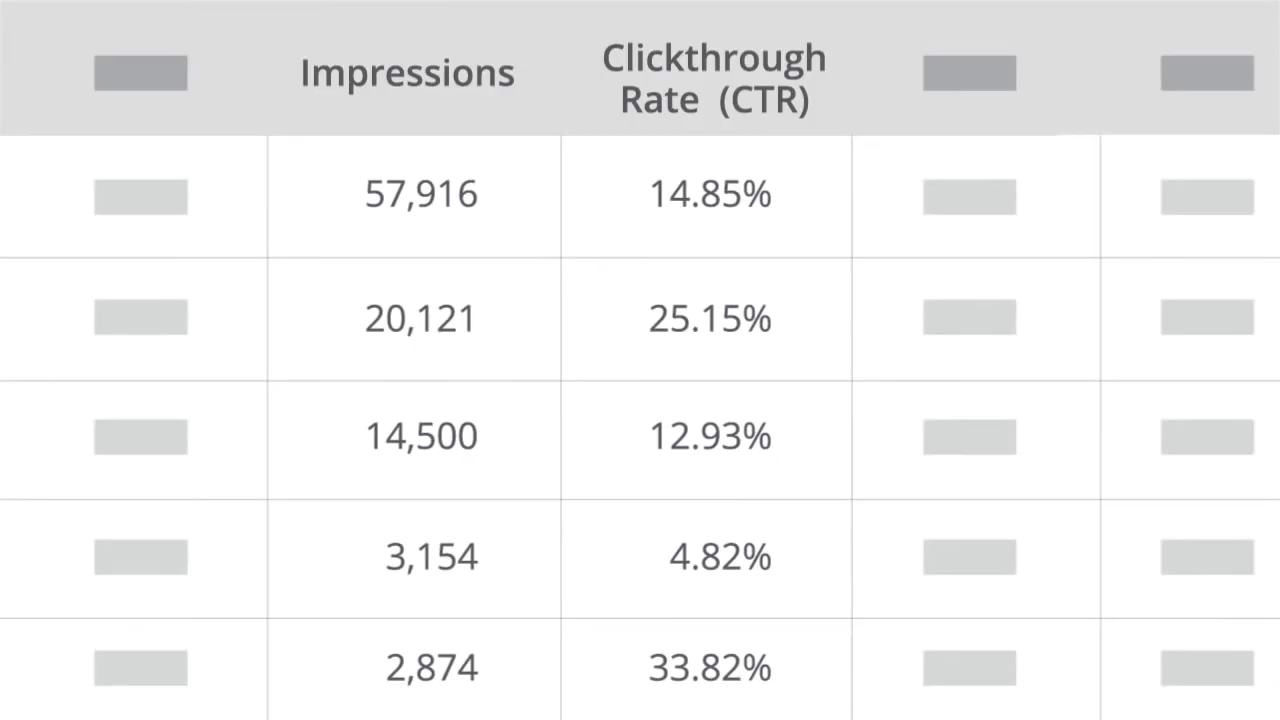 Impressions
Clickthrough
Rate (CTR)
57,916 14.85%
20,121 25.15%
14,500 12.93%
3,154 4.82%
2,874 33.82%